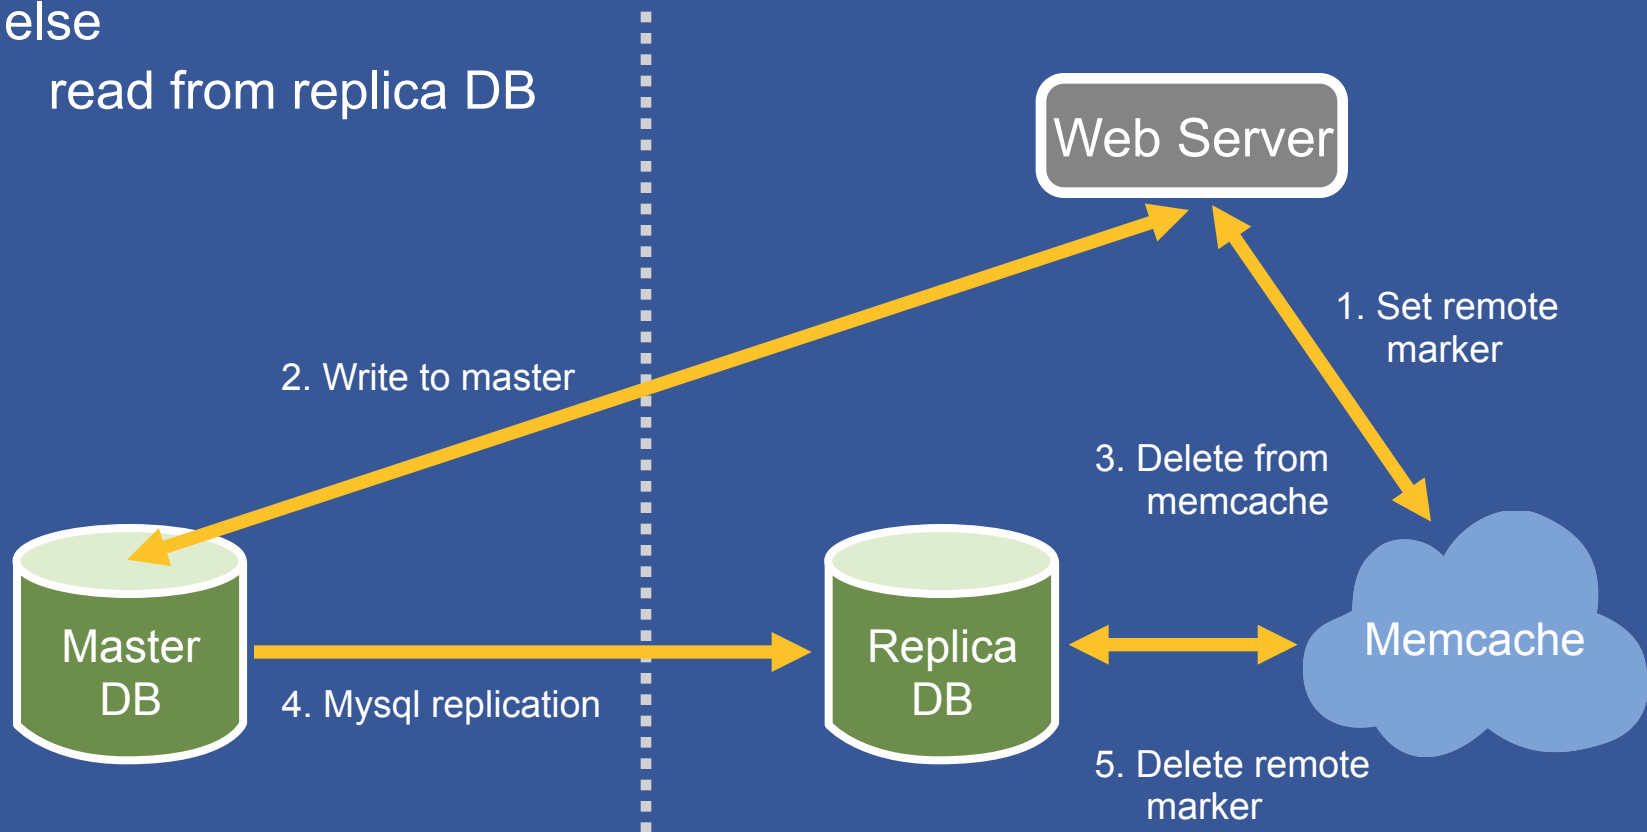 else
read from replica DB
Web Server
1. Set remote
marker
2. Write to master
3. Delete from
memcache
Master
DB
Replica
DB
Memcache
4. Mysql replication
5. Delete remote
marker